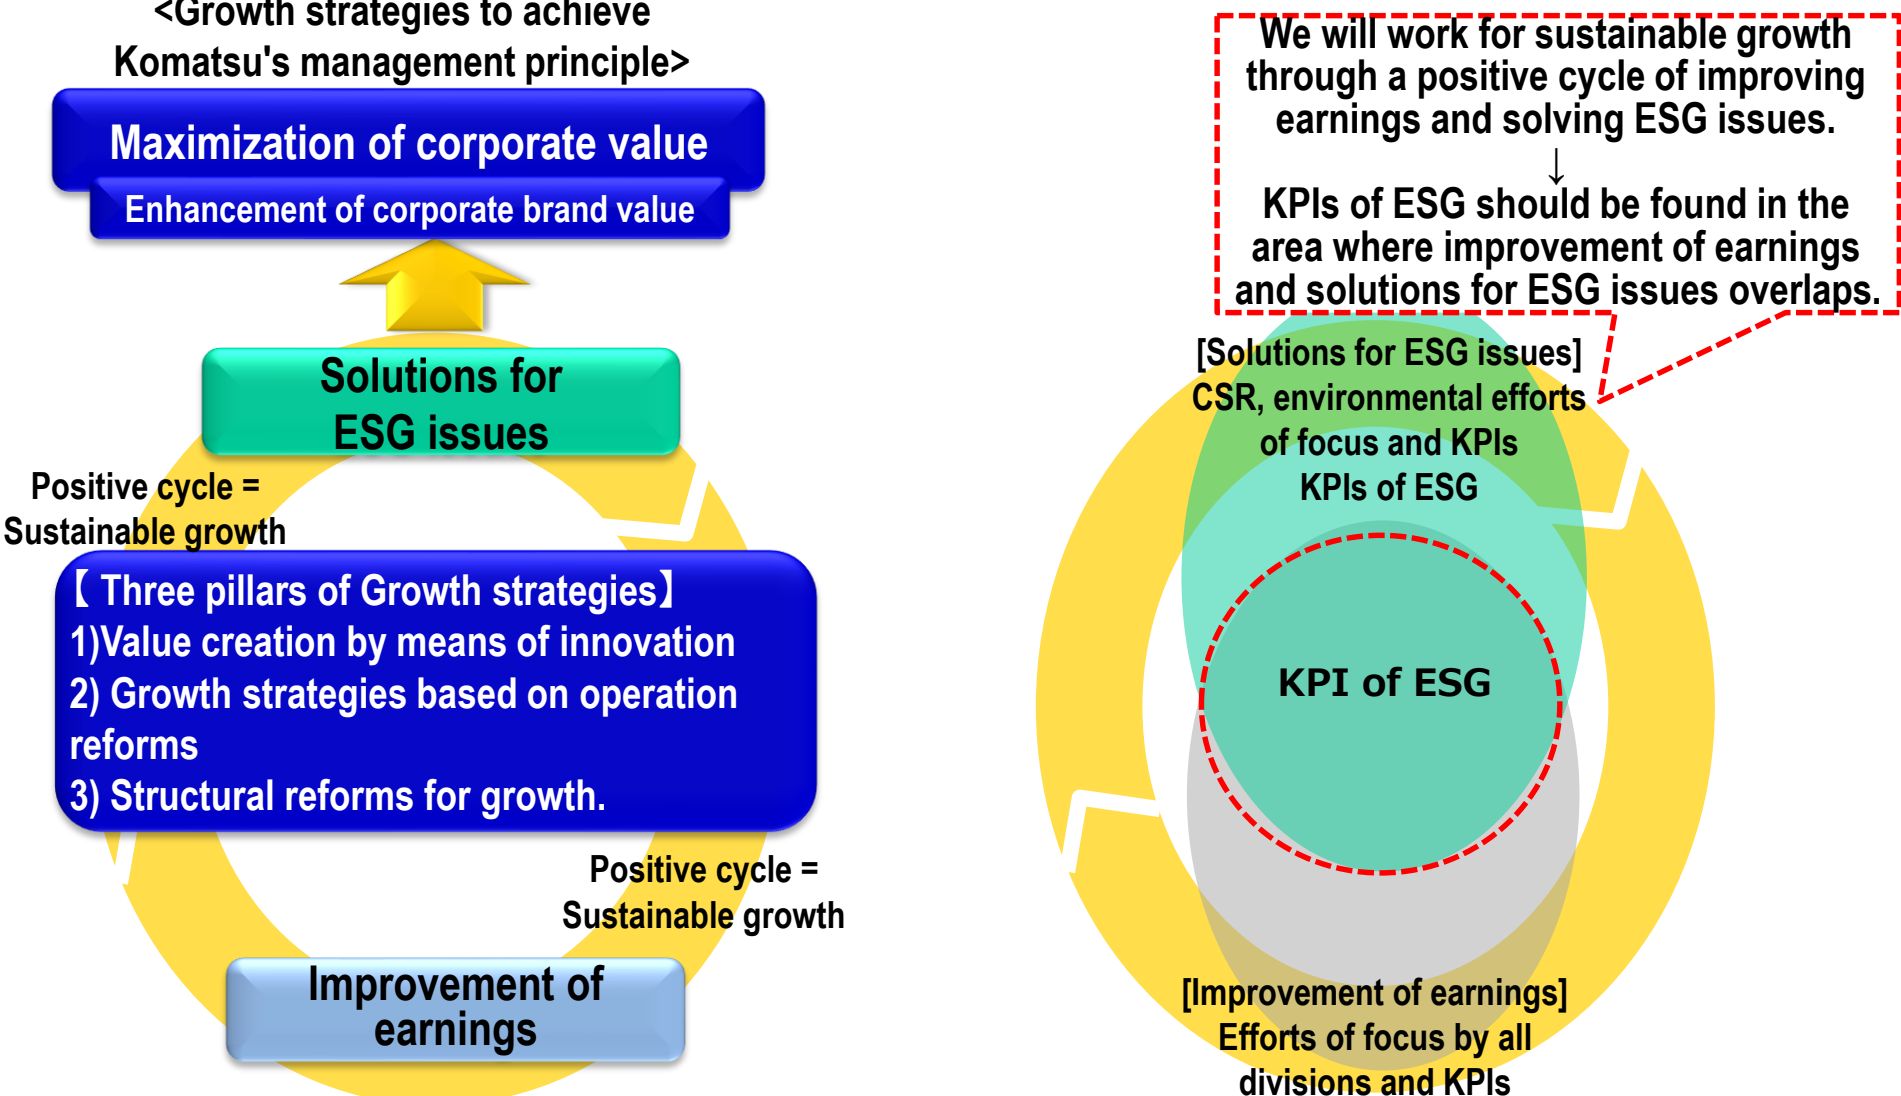 <Growth strategies to achieve
Komatsu's management principle>
Maximization of corporate value
Enhancement of corporate brand value
Solutions for
ESG issues
Positive cycle =
Sustainable growth
【 Three pillars of Growth strategies】
1)Value creation by means of innovation
2) Growth strategies based on operation
reforms
3) Structural reforms for growth.
Positive cycle =
Sustainable growth
Improvement of
earnings
We will work for sustainable growth
through a positive cycle of improving
earnings and solving ESG issues.
↓
KPIs of ESG should be found in the
area where improvement of earnings
and solutions for ESG issues overlaps.
[Solutions for ESG issues]
CSR, environmental efforts
of focus and KPIs
KPIs of ESG
KPI of ESG
[Improvement of earnings]
Efforts of focus by all
divisions and KPIs